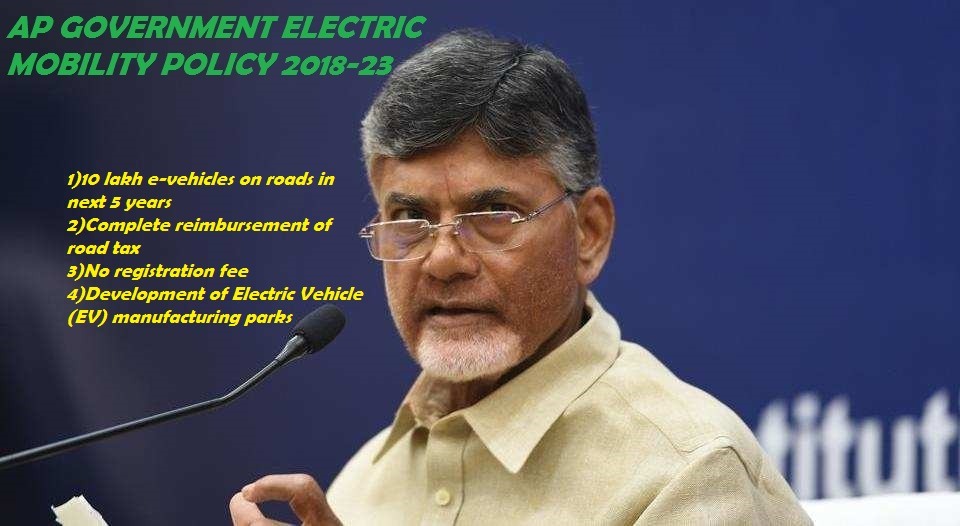 AP GOVERNMENT ELECTRIC
MOBILITY POLICY 2018-23
1)10 lakh e-vehicles on roads in
next 5 years
2)Complete reimbursement of
road tax
3)No registration fee
4)Development of Electric Vehicle
(EV) manufacturing parks